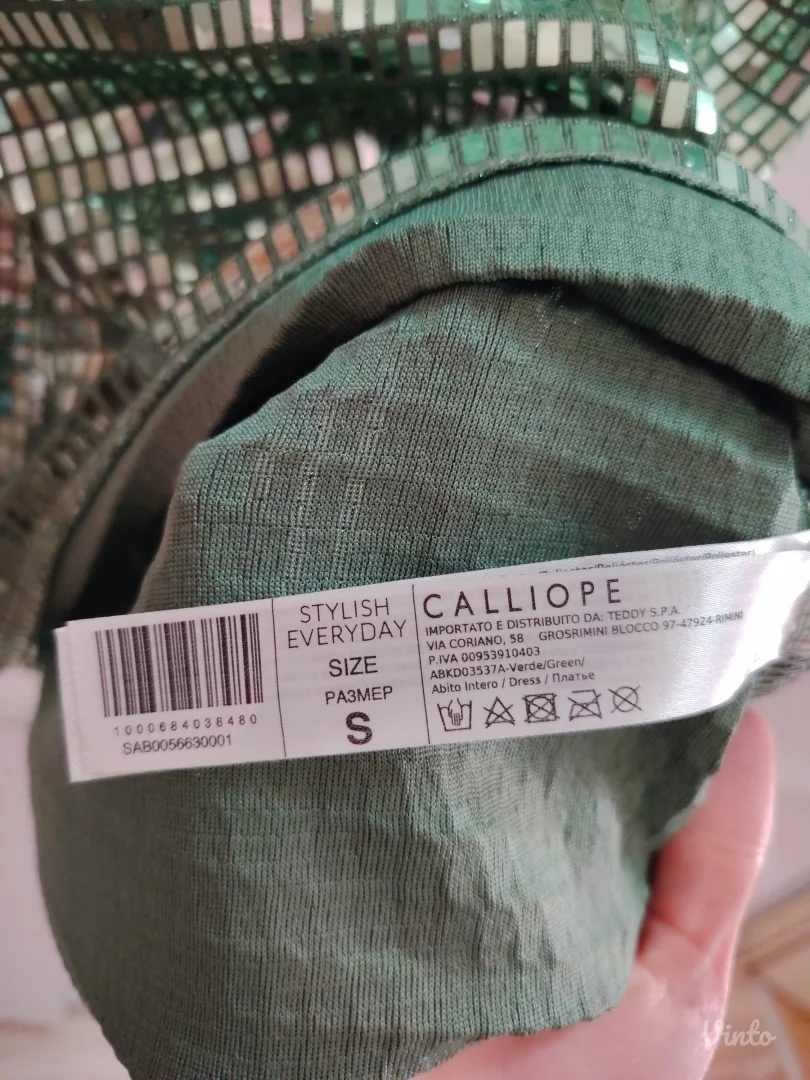 1000684038480
SAB0056630001
STYLISH
EVERYDAY
SIZE
РАЗМЕР
S
CALLIOPE
IMPORTATO E DISTRIBUITO DA: TEDDY S.P.A.
VIA CORIANO, 58 GROSRIMINI BLOCCO 97-47924-RIMINI
P.IVA 00953910403
ABKD03537A-Verde/Green/
Abito Intero / Dress / Платье
Vinto